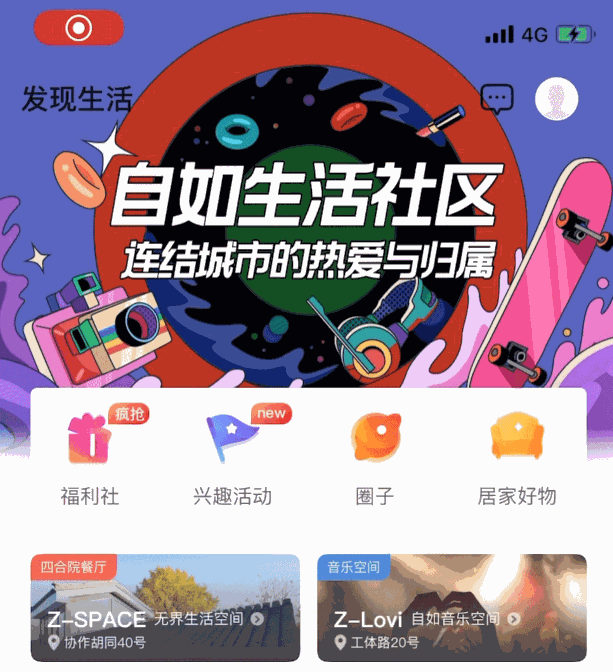 4G
发现生活
自如生活社区
连结城市的热爱与归属
疯抢
new
福利社
兴趣活动
圈子
居家好物
四合院餐厅
音乐空间
Z-SPACE 无界生活空间
Z-Lovi 自如音乐空间
协作胡同40号
工体路20号